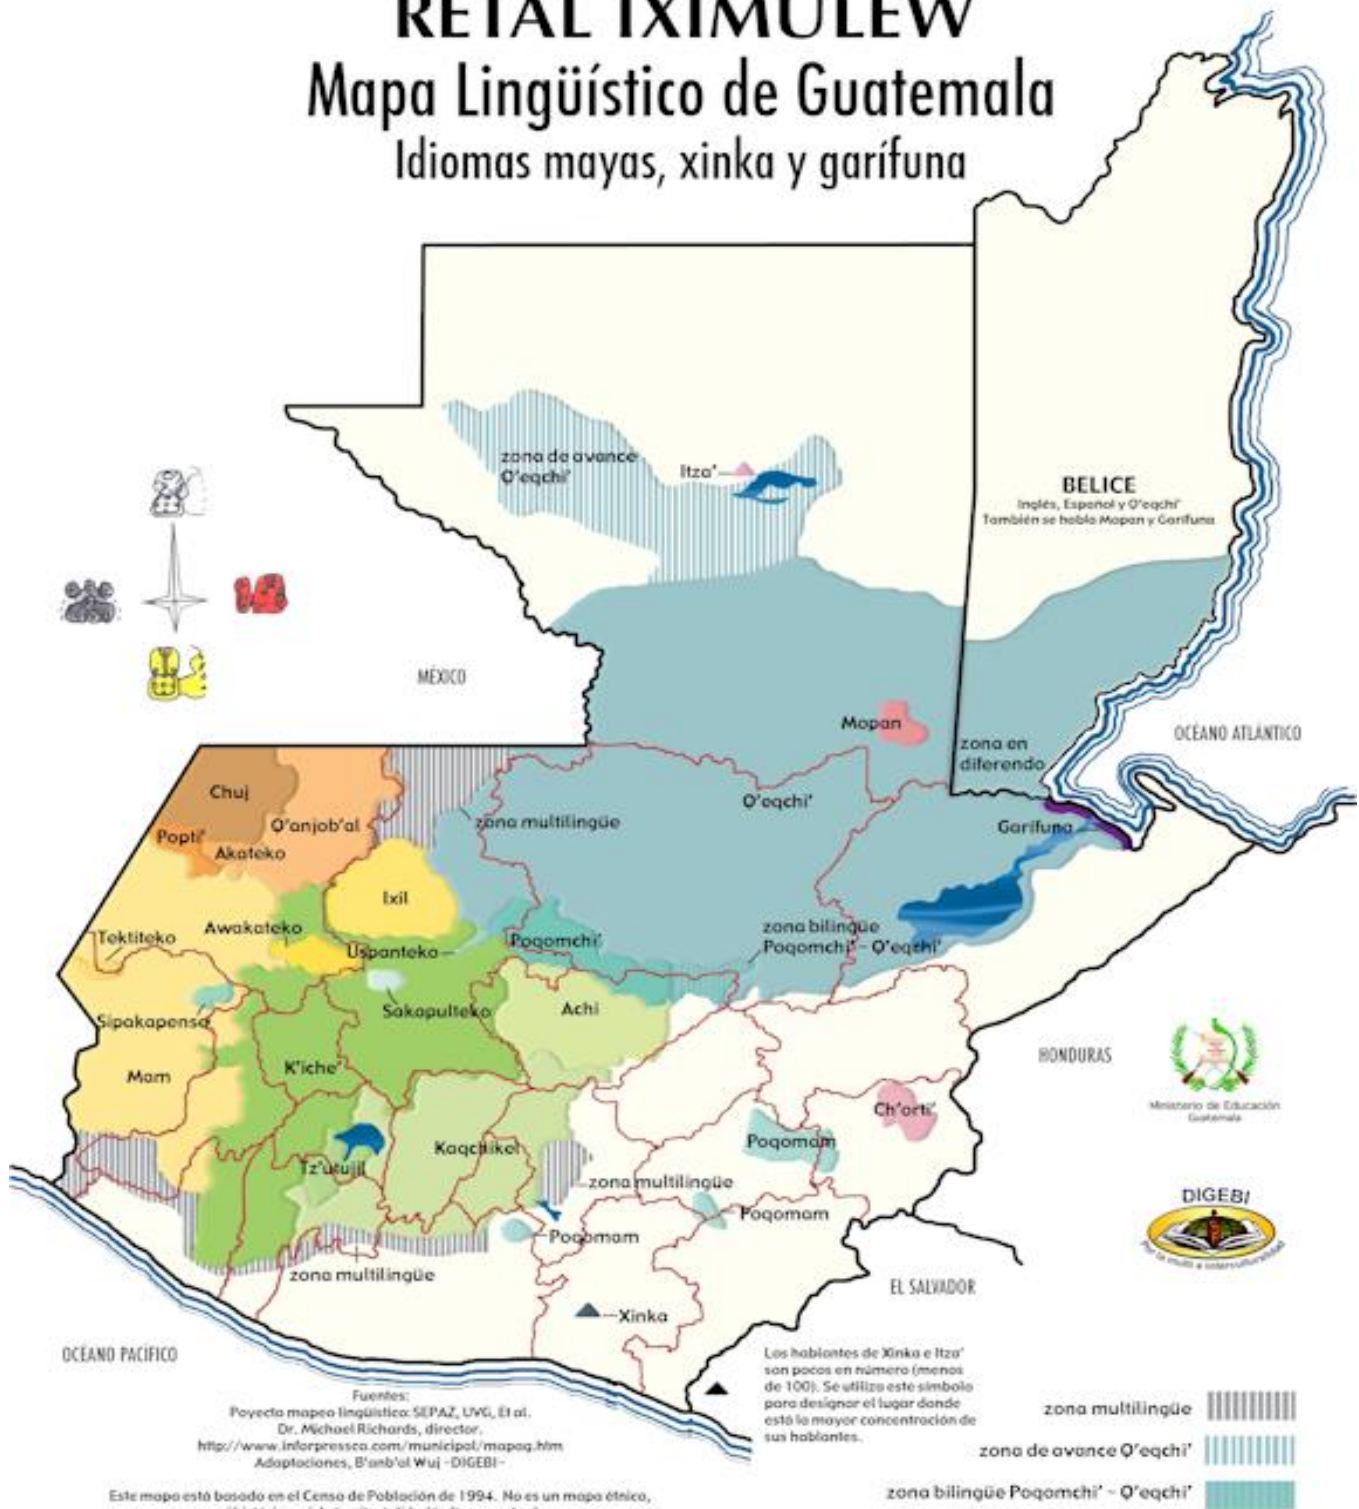 RETAL IXIMULEW
Mapa Lingüístico de Guatemala
Idiomas mayas, xinka y garífuna
zona de avance
Q'eqchi'
Itza'
BELICE
Inglés, Español y Q'eqchi'
También se habla Mopan y Garífuna
MÉXICO
Mopan
zona en
diferendo
OCÉANO ATLÁNTICO
Chuj
Q'anjob'al
Popti'
Akateko
zona multilingüe
Q'eqchi'
Garífuna
Ixil
Awakateko
Tektiteko
Uspanteko
Poqomchi'
zona bilingüe
Poqomchi' - Q'eqchi'
Sipakapense
Sakapulteko
Achi
K'iche'
Mam
HONDURAS
Ministerio de Educación
Guatemala
Ch'orti'
Poqomam
Kaqchikel
Tz'utujil
zona multilingüe
Poqomam
Poqomam
DIGEBI
Por la multi e interculturalidad
zona multilingüe
EL SALVADOR
Xinka
OCÉANO PACÍFICO
Los hablantes de Xinka e Itza'
son pocos en número (menos
de 100). Se utiliza este símbolo
para designar el lugar donde
está la mayor concentración de
sus hablantes.
Fuentes:
Poyecto mapeo lingüístico: SEPAZ, UVG, Et al.
Dr. Michael Richards, director.
http://www.inforpressca.com/municipal/mapag.htm
Adaptaciones, B'anb'al Wuj -DIGEBI-
zona multilingüe
zona de avance Q'eqchi'
zona bilingüe Poqomchi' - Q'eqchi'
Este mapa está basado en el Censo de Población de 1994. No es un mapa étnico,